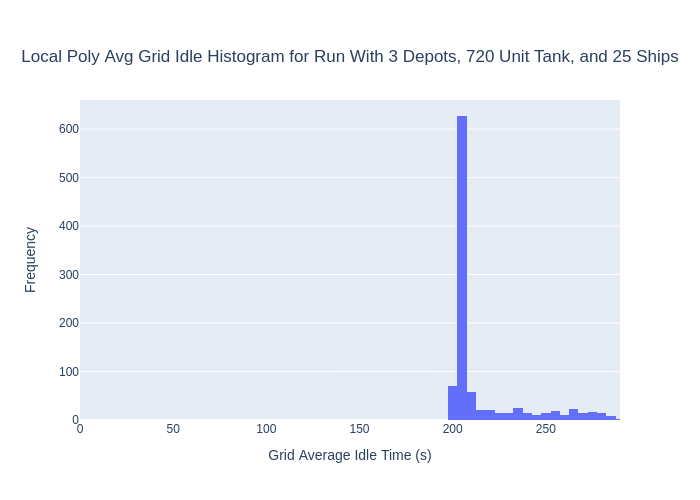 Local Poly Avg Grid Idle Histogram for Run With 3 Depots, 720 Unit Tank, and 25 Ships
600
500
400
300
200
100
0
Frequency
0 50 100 150 200 250
Grid Average Idle Time (s)